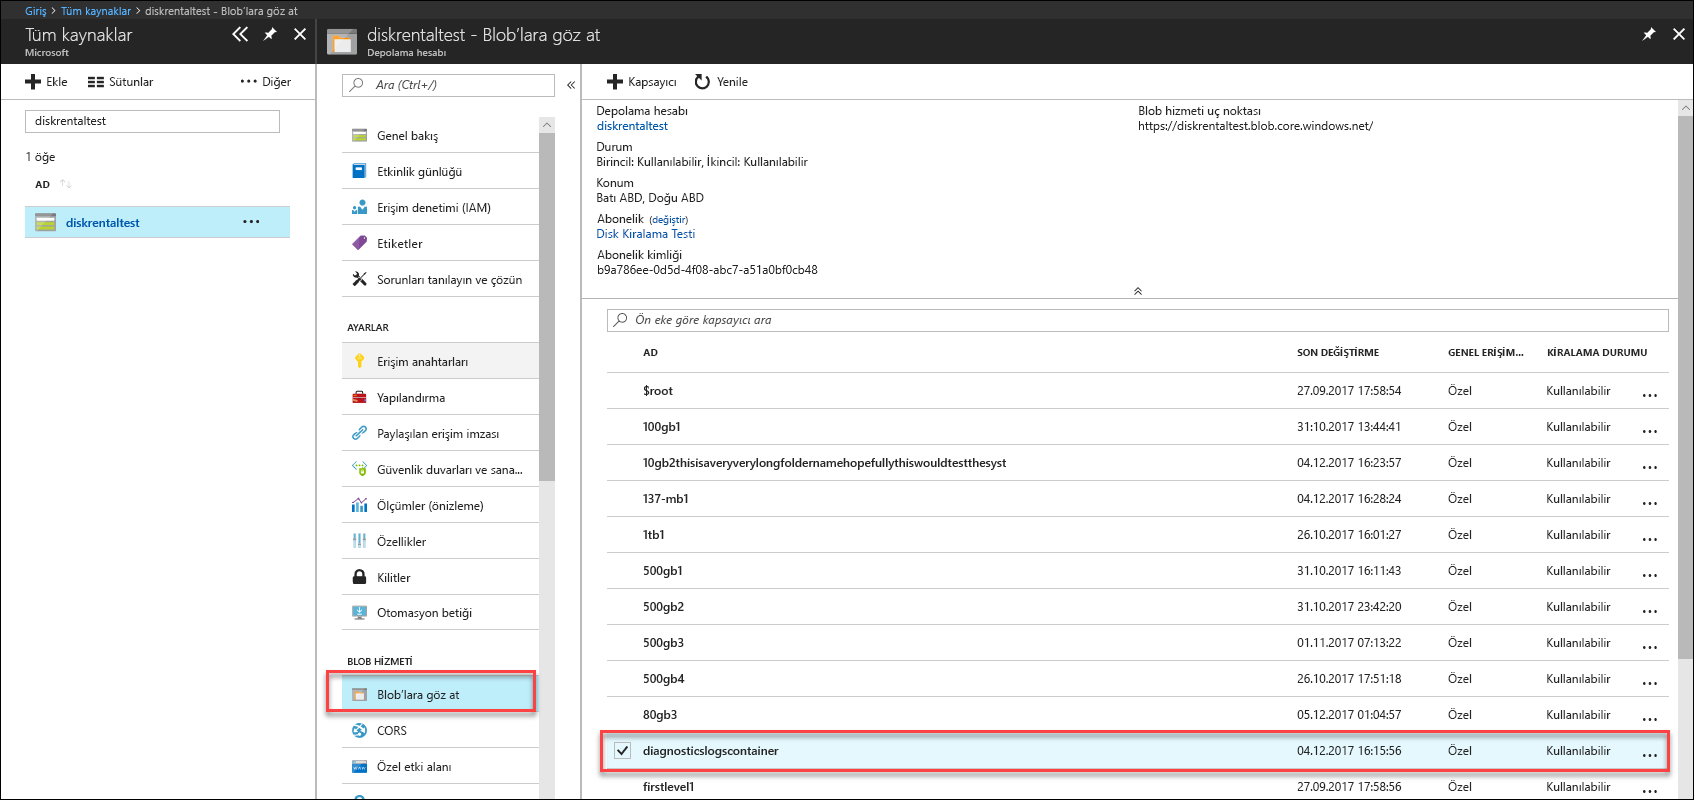 Giriş > Tüm kaynaklar > diskrentaltest - Blob'lara göz at
Tüm kaynaklar
Microsoft
diskrentaltest - Blob'lara göz at
Depolama hesabı
Ekle
Sütunlar
Diğer
diskrentaltest
1 öğe
AD
diskrentaltest
Ara (Ctrl+/)
Genel bakış
Etkinlik günlüğü
Erişim denetimi (IAM)
Etiketler
Sorunları tanılayın ve çözün
AYARLAR
Erişim anahtarları
Yapılandırma
Paylaşılan erişim imzası
Güvenlik duvarları ve sana...
Ölçümler (önizleme)
Özellikler
Kilitler
Otomasyon betiği
BLOB HİZMETİ
Blob'lara göz at
CORS
Özel etki alanı
Kapsayıcı
Yenile
Depolama hesabı
diskrentaltest
Durum
Birincil: Kullanılabilir, İkincil: Kullanılabilir
Konum
Batı ABD, Doğu ABD
Abonelik (değiştir)
Disk Kiralama Testi
Abonelik kimliği
b9a786ee-0d5d-4f08-abc7-a51a0bf0cb48
Blob hizmeti uç noktası
https://diskrentaltest.blob.core.windows.net/
Ön eke göre kapsayıcı ara
AD SON DEĞİŞTİRME GENEL ERİŞİM... KİRALAMA DURUMU
$root 27.09.2017 17:58:54 Özel Kullanılabilir ...
100gb1 31:10.2017 13:44:41 Özel Kullanılabilir ...
10gb2thisisaveryverylongfoldernamehopefullythiswouldtestthesyst 04.12.2017 16:23:57 Özel Kullanılabilir ...
137-mb1 04.12.2017 16:28:24 Özel Kullanılabilir ...
1tb1 26.10.2017 16:01:27 Özel Kullanılabilir ...
500gb1 31.10.2017 16:11:43 Özel Kullanılabilir ...
500gb2 31.10.2017 23:42:20 Özel Kullanılabilir ...
500gb3 01.11.2017 07:13:22 Özel Kullanılabilir ...
500gb4 26.10.2017 17:51:18 Özel Kullanılabilir ...
80gb3 05.12.2017 01:04:57 Özel Kullanılabilir ...
diagnosticslogscontainer 04.12.2017 16:15:56 Özel Kullanılabilir ...
firstlevel1 27.09.2017 17:58:56 Özel Kullanılabilir ...